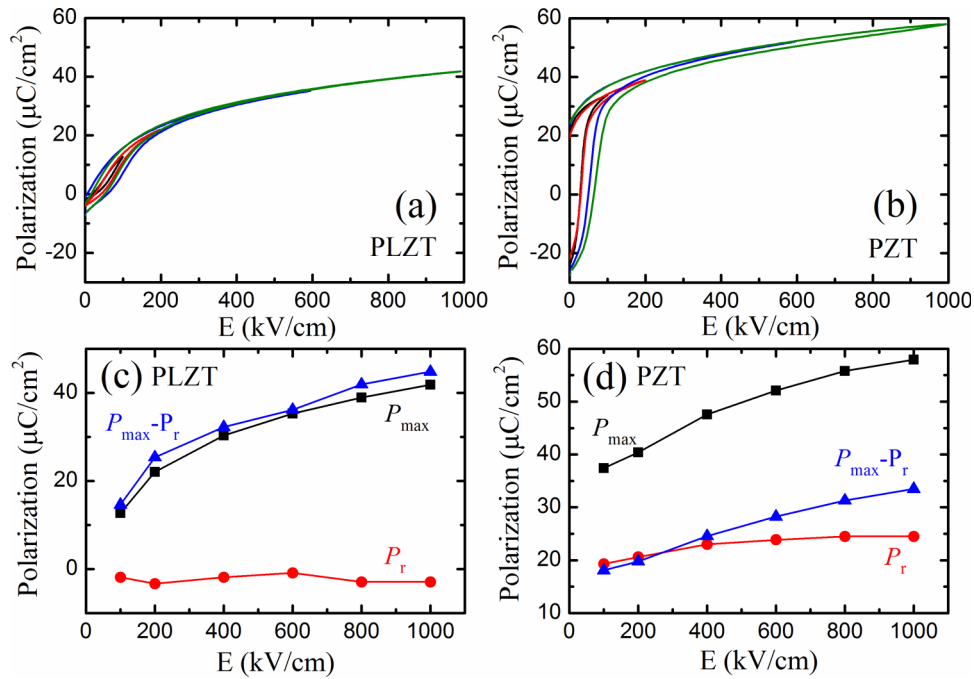 60
40
20
0
-20
Polarization (μC/cm²)
(a)
PLZT
0 200 400 600 800 1000
E (kV/cm)
60
40
20
0
-20
Polarization (μC/cm²)
(b)
PZT
0 200 400 600 800 1000
E (kV/cm)
40
20
0
Polarization (μC/cm²)
(c) PLZT
Pmax-Pr
Pmax
Pr
0 200 400 600 800 1000
E (kV/cm)
60
50
40
30
20
10
Polarization (μC/cm²)
(d) PZT
Pmax
Pmax-Pr
Pr
0 200 400 600 800 1000
E (kV/cm)